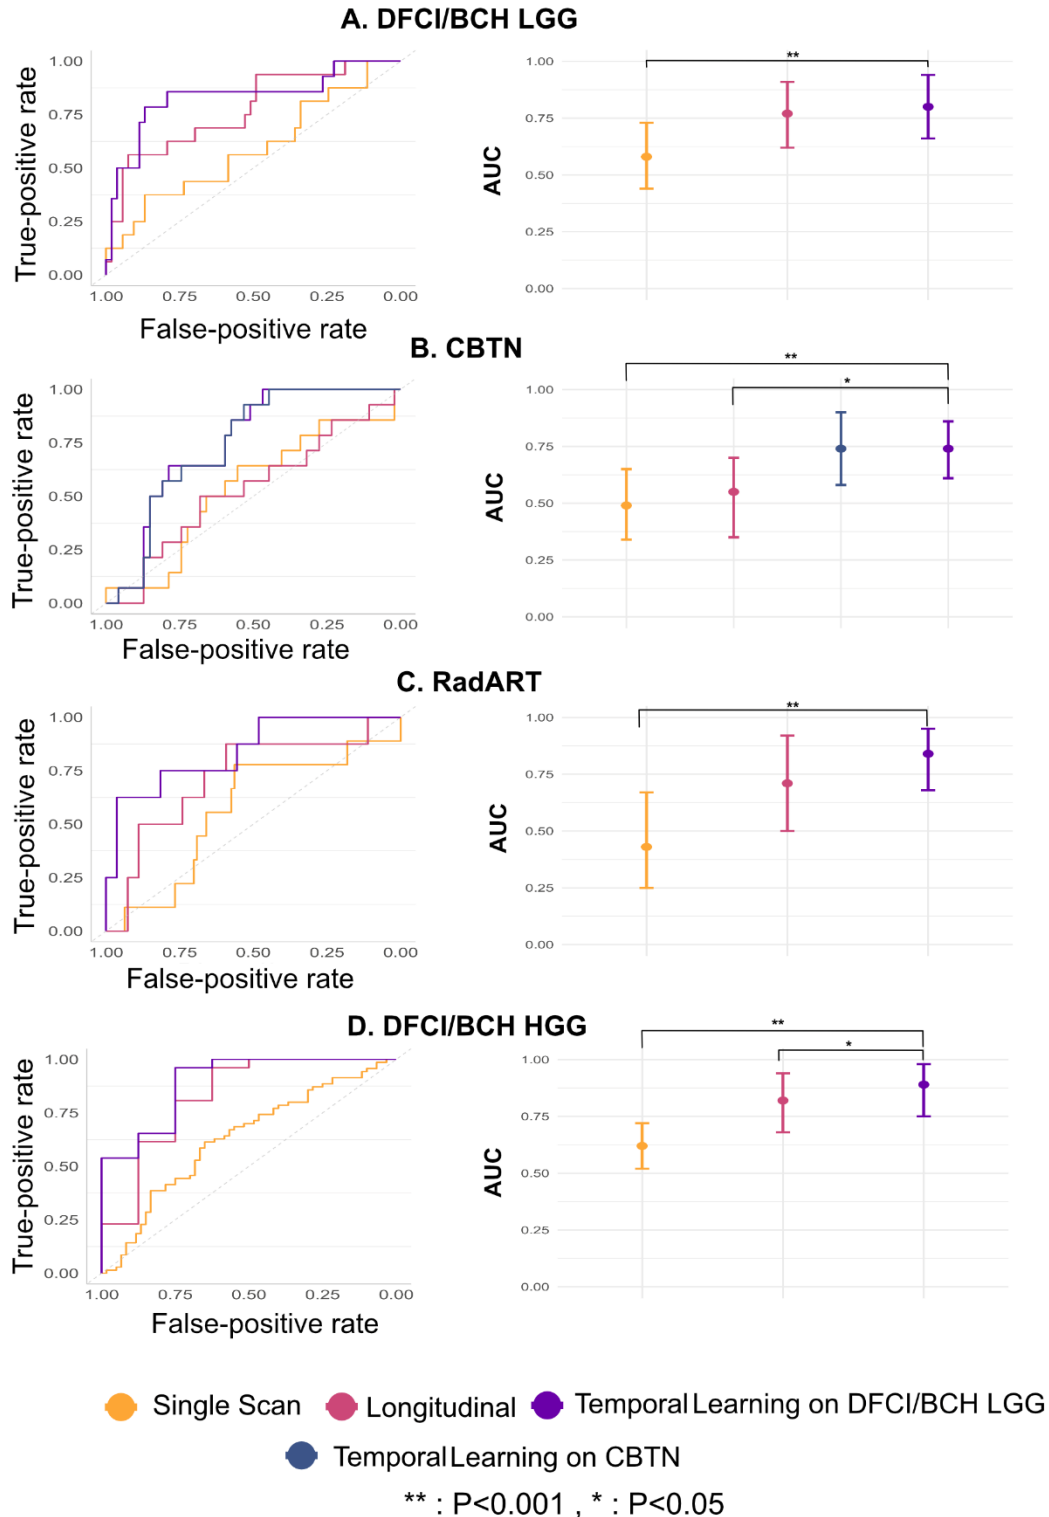 A. DFCI/BCH LGG
True-positive rate
1.00
0.75
0.50
0.25
0.00
1.00 0.75 0.50 0.25 0.00
False-positive rate
AUC
**
1.00
0.75
0.50
0.25
0.00
B. CBTN
True-positive rate
1.00
0.75
0.50
0.25
0.00
1.00 0.75 0.50 0.25 0.00
False-positive rate
AUC
**
*
1.00
0.75
0.50
0.25
0.00
C. RadART
True-positive rate
1.00
0.75
0.50
0.25
0.00
1.00 0.75 0.50 0.25 0.00
False-positive rate
AUC
**
1.00
0.75
0.50
0.25
0.00
D. DFCI/BCH HGG
True-positive rate
1.00
0.75
0.50
0.25
0.00
1.00 0.75 0.50 0.25 0.00
False-positive rate
AUC
**
*
1.00
0.75
0.50
0.25
0.00
Single Scan Longitudinal Temporal Learning on DFCI/BCH LGG
Temporal Learning on CBTN
** : P<0.001 , * : P<0.05